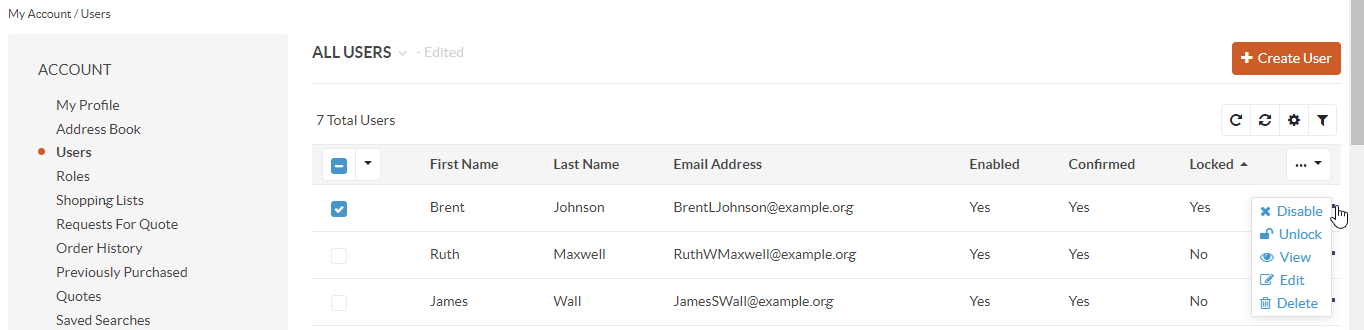 My Account / Users
ACCOUNT
My Profile
Address Book
Users
Roles
Shopping Lists
Requests For Quote
Order History
Previously Purchased
Quotes
Saved Searches
ALL USERS - Edited
+ Create User
7 Total Users
First Name Last Name Email Address Enabled Confirmed Locked ...
Brent Johnson BrentLJohnson@example.org Yes Yes Yes
Ruth Maxwell RuthWMaxwell@example.org Yes Yes No
James Wall JamesSWall@example.org Yes Yes No
Disable
Unlock
View
Edit
Delete